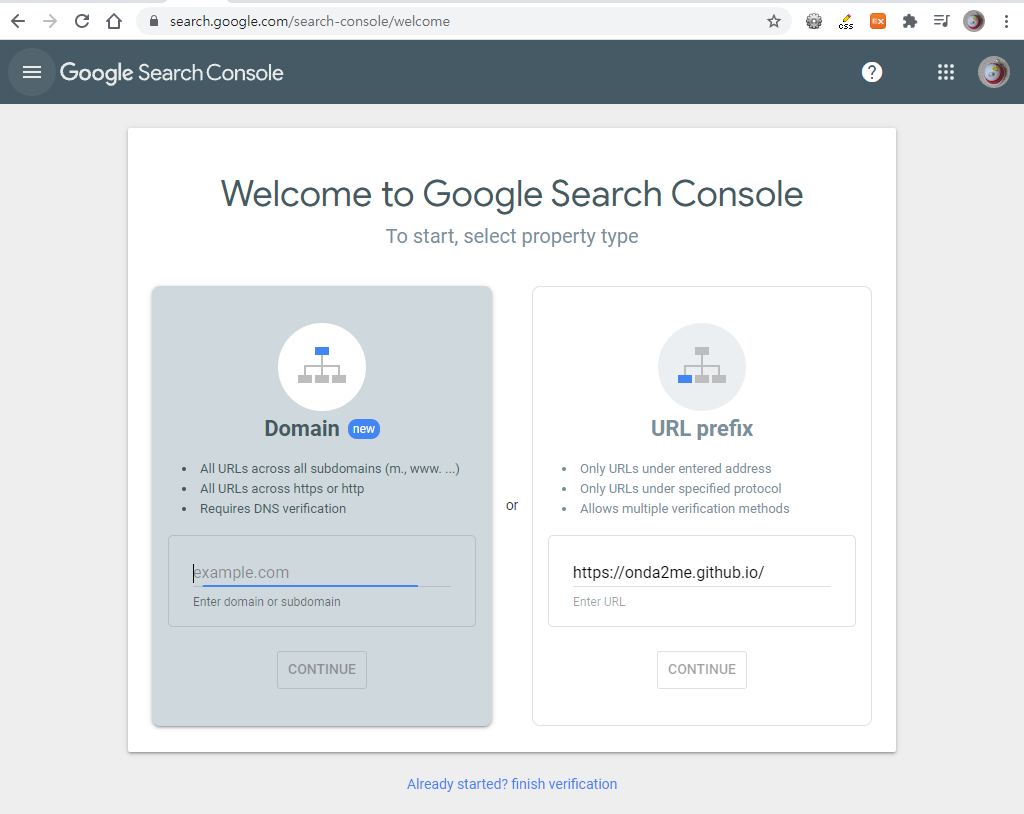 search.google.com/search-console/welcome
css
Google Search Console
?
Welcome to Google Search Console
To start, select property type
Domain new
• All URLs across all subdomains (m., www. ...)
• All URLs across https or http
• Requires DNS verification
example.com
Enter domain or subdomain
CONTINUE
or
URL prefix
• Only URLs under entered address
• Only URLs under specified protocol
• Allows multiple verification methods
https://onda2me.github.io/
Enter URL
CONTINUE
Already started? finish verification